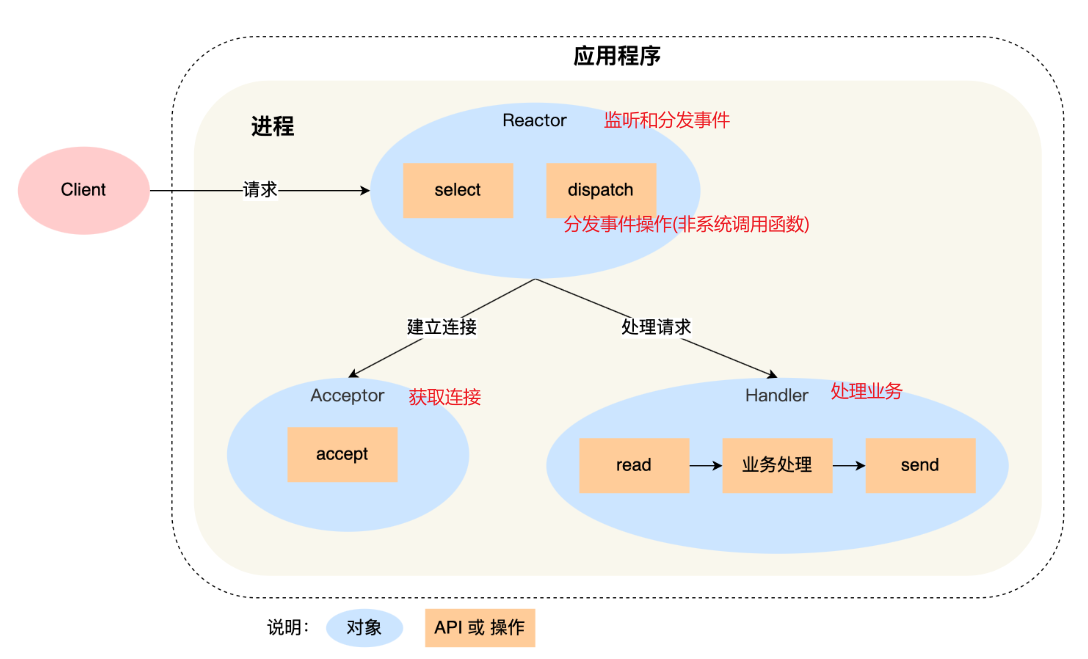 应用程序
进程
Reactor
监听和分发事件
Client
请求
select
dispatch
分发事件操作(非系统调用函数)
建立连接
处理请求
Acceptor
获取连接
accept
Handler
处理业务
read
业务处理
send
说明：
对象
API 或 操作